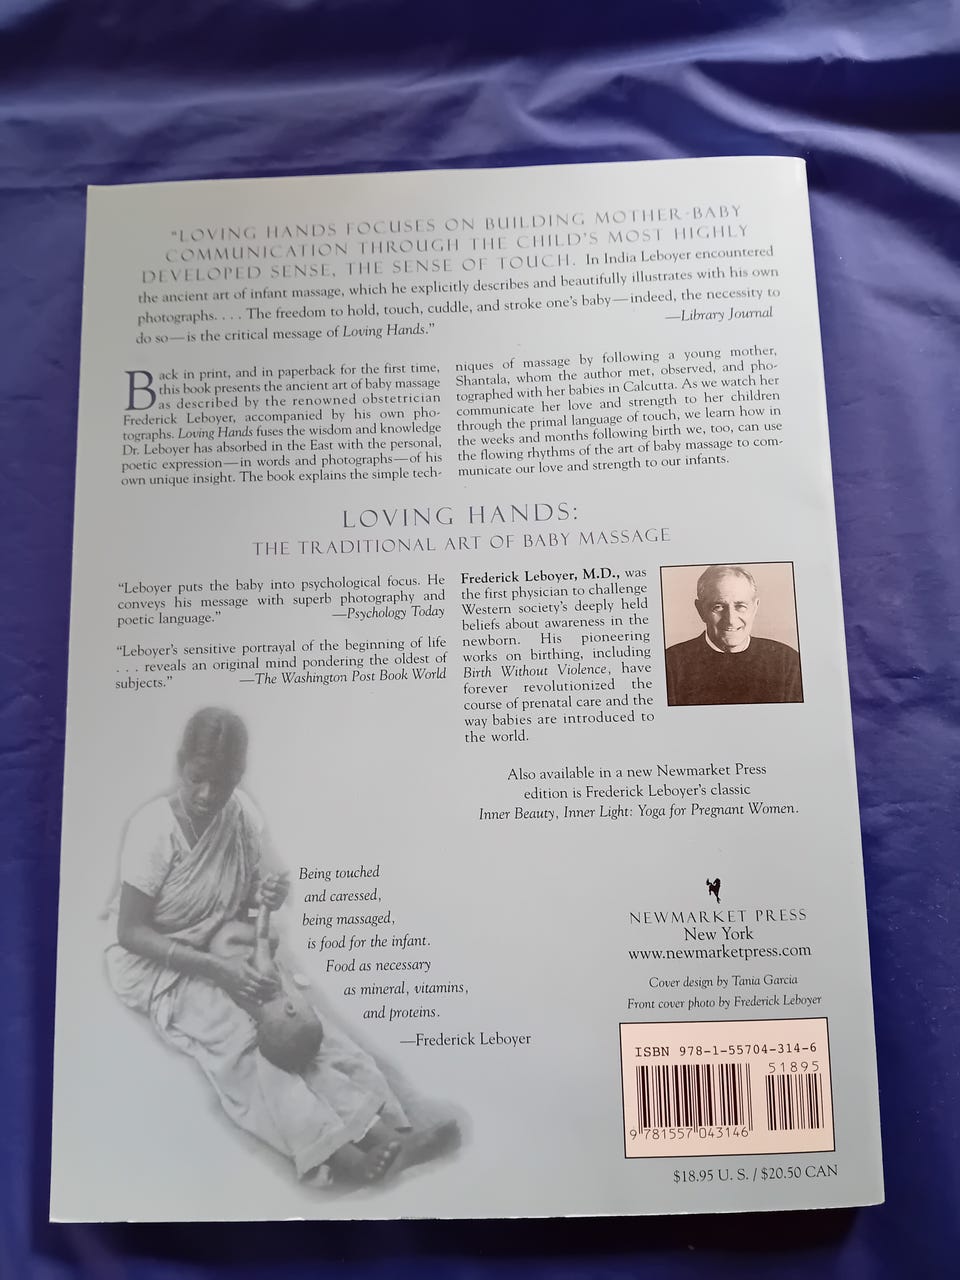 "LOVING HANDS FOCUSES ON BUILDING MOTHER-BABY
COMMUNICATION THROUGH THE CHILD'S MOST HIGHLY
DEVELOPED SENSE, THE SENSE OF TOUCH. In India Leboyer encountered
the ancient art of infant massage, which he explicitly describes and beautifully illustrates with his own
photographs. . . . The freedom to hold, touch, cuddle, and stroke one's baby—indeed, the necessity to
do so—is the critical message of Loving Hands."
—Library Journal
Back in print, and in paperback for the first time,
this book presents the ancient art of baby massage
as described by the renowned obstetrician
Frederick Leboyer, accompanied by his own pho-
tographs. Loving Hands fuses the wisdom and knowledge
Dr. Leboyer has absorbed in the East with the personal,
poetic expression—in words and photographs—of his
own unique insight. The book explains the simple tech-
niques of massage by following a young mother,
Shantala, whom the author met, observed, and pho-
tographed with her babies in Calcutta. As we watch her
communicate her love and strength to her children
through the primal language of touch, we learn how in
the weeks and months following birth we, too, can use
the flowing rhythms of the art of baby massage to com-
municate our love and strength to our infants.
LOVING HANDS:
THE TRADITIONAL ART OF BABY MASSAGE
"Leboyer puts the baby into psychological focus. He
conveys his message with superb photography and
poetic language."
—Psychology Today
"Leboyer's sensitive portrayal of the beginning of life
. . . reveals an original mind pondering the oldest of
subjects."
—The Washington Post Book World
Frederick Leboyer, M.D., was
the first physician to challenge
Western society's deeply held
beliefs about awareness in the
newborn. His pioneering
works on birthing, including
Birth Without Violence, have
forever revolutionized the
course of prenatal care and the
way babies are introduced to
the world.
Also available in a new Newmarket Press
edition is Frederick Leboyer's classic
Inner Beauty, Inner Light: Yoga for Pregnant Women.
Being touched
and caressed,
being massaged,
is food for the infant.
Food as necessary
as mineral, vitamins,
and proteins.
—Frederick Leboyer
NEWMARKET PRESS
New York
www.newmarketpress.com
Cover design by Tania Garcia
Front cover photo by Frederick Leboyer
ISBN 978-1-55704-314-6
51895
9 781557 043146
$18.95 U. S. / $20.50 CAN